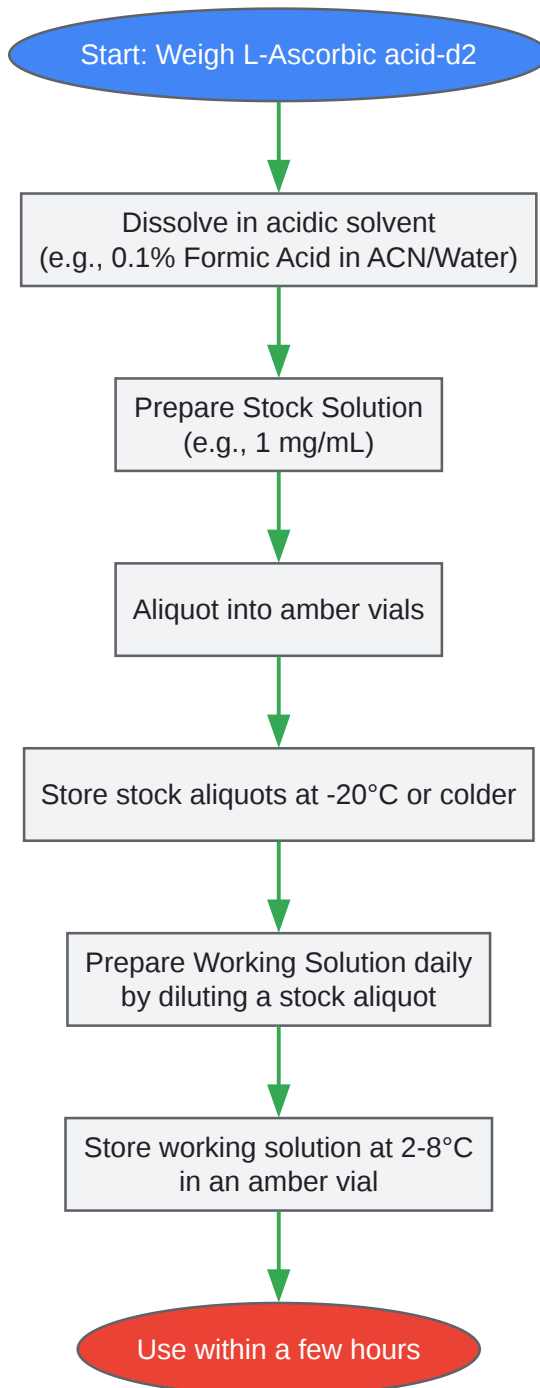 Start: Weigh L-Ascorbic acid-d2
Dissolve in acidic solvent
(e.g., 0.1% Formic Acid in ACN/Water)
Prepare Stock Solution
(e.g., 1 mg/mL)
Aliquot into amber vials
Store stock aliquots at -20°C or colder
Prepare Working Solution daily
by diluting a stock aliquot
Store working solution at 2-8°C
in an amber vial
Use within a few hours